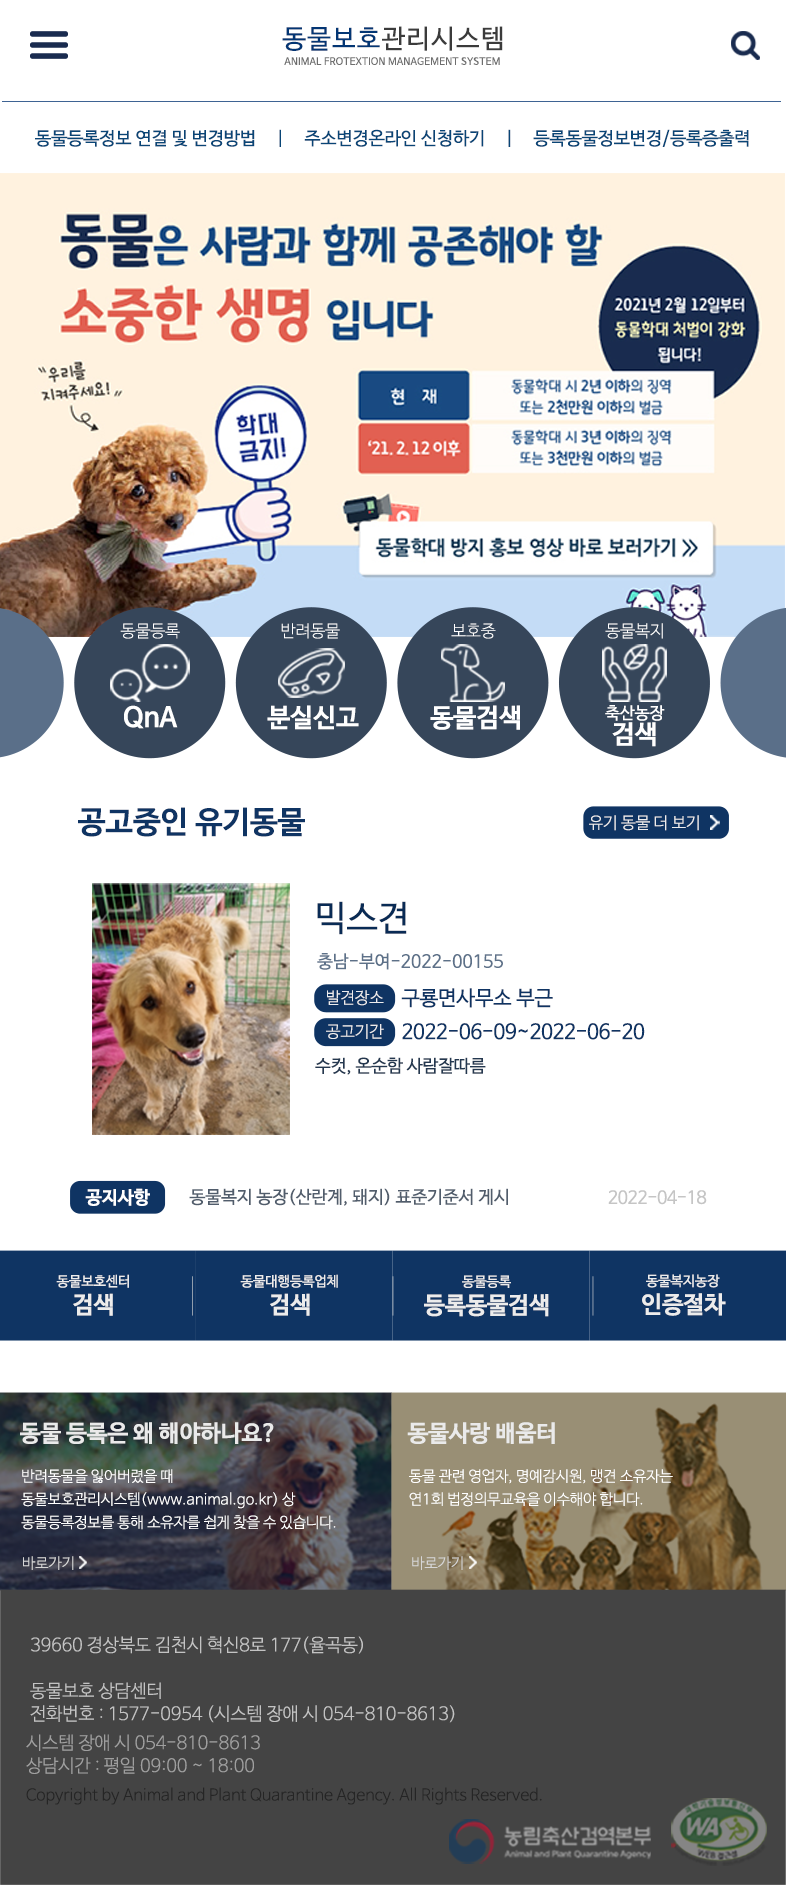 동물보호관리시스템
ANIMAL FROTEXTION MANAGEMENT SYSTEM
동물등록정보 연결 및 변경방법 | 주소변경온라인 신청하기 | 등록동물정보변경/등록증출력
동물은 사람과 함께 공존해야 할
소중한 생명 입니다
2021년 2월 12일부터
동물학대 처벌이 강화
됩니다!
“우리를
지켜주세요!”
학대
금지!
현 재
동물학대 시 2년 이하의 징역
또는 2천만원 이하의 벌금
‘21. 2. 12 이후
동물학대 시 3년 이하의 징역
또는 3천만원 이하의 벌금
동물학대 방지 홍보 영상 바로 보러가기 »
동물등록
QnA
반려동물
분실신고
보호중
동물검색
동물복지
축산농장
검색
공고중인 유기동물
유기 동물 더 보기 >
믹스견
충남-부여-2022-00155
발견장소 구룡면사무소 부근
공고기간 2022-06-09~2022-06-20
수컷, 온순함 사람잘따름
공지사항 동물복지 농장(산란계, 돼지) 표준기준서 게시 2022-04-18
동물보호센터
검색
동물대행등록업체
검색
동물등록
등록동물검색
동물복지농장
인증절차
동물 등록은 왜 해야하나요?
반려동물을 잃어버렸을 때
동물보호관리시스템(www.animal.go.kr) 상
동물등록정보를 통해 소유자를 쉽게 찾을 수 있습니다.
바로가기 >
동물사랑 배움터
동물 관련 영업자, 명예감시원, 맹견 소유자는
연1회 법정의무교육을 이수해야 합니다.
바로가기 >
39660 경상북도 김천시 혁신8로 177(율곡동)
동물보호 상담센터
전화번호 : 1577-0954 (시스템 장애 시 054-810-8613)
시스템 장애 시 054-810-8613
상담시간 : 평일 09:00 ~ 18:00
Copyright by Animal and Plant Quarantine Agency. All Rights Reserved.
농림축산검역본부
Animal and Plant Quarantine Agency
WA
WEB 접근성